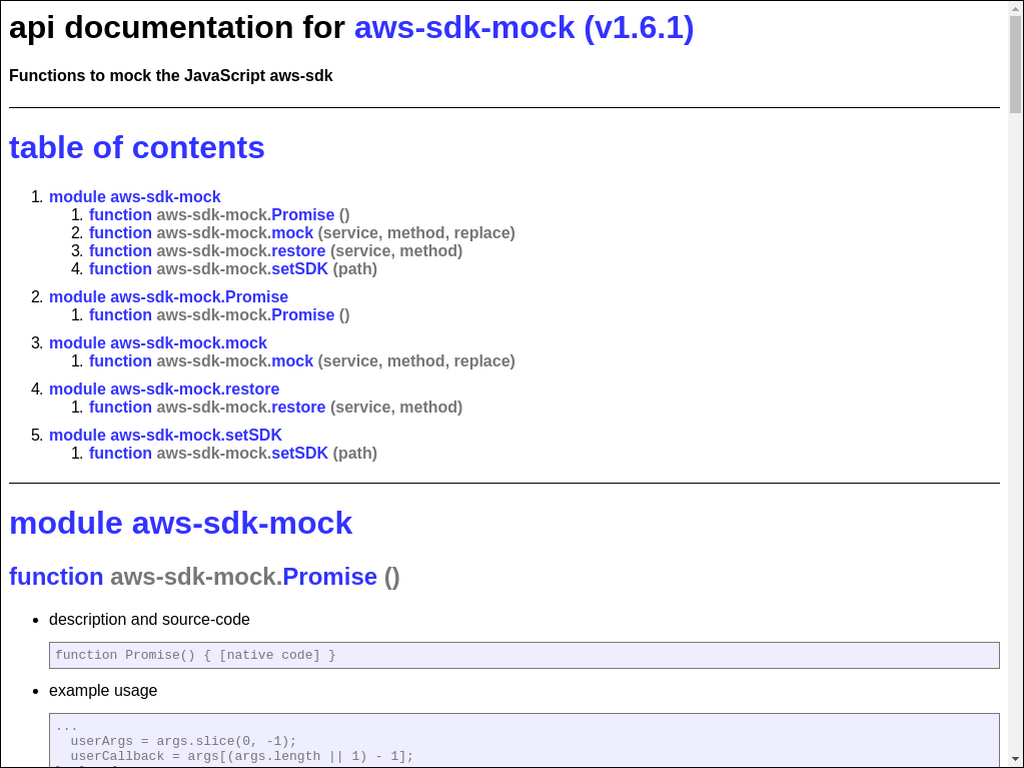 api documentation for aws-sdk-mock (v1.6.1)
Functions to mock the JavaScript aws-sdk
table of contents
1. module aws-sdk-mock
1. function aws-sdk-mock.Promise ()
2. function aws-sdk-mock.mock (service, method, replace)
3. function aws-sdk-mock.restore (service, method)
4. function aws-sdk-mock.setSDK (path)
2. module aws-sdk-mock.Promise
1. function aws-sdk-mock.Promise ()
3. module aws-sdk-mock.mock
1. function aws-sdk-mock.mock (service, method, replace)
4. module aws-sdk-mock.restore
1. function aws-sdk-mock.restore (service, method)
5. module aws-sdk-mock.setSDK
1. function aws-sdk-mock.setSDK (path)
module aws-sdk-mock
function aws-sdk-mock.Promise ()
• description and source-code
function Promise() { [native code] }
• example usage
...
userArgs = args.slice(0, -1);
userCallback = args[(args.length || 1) - 1];